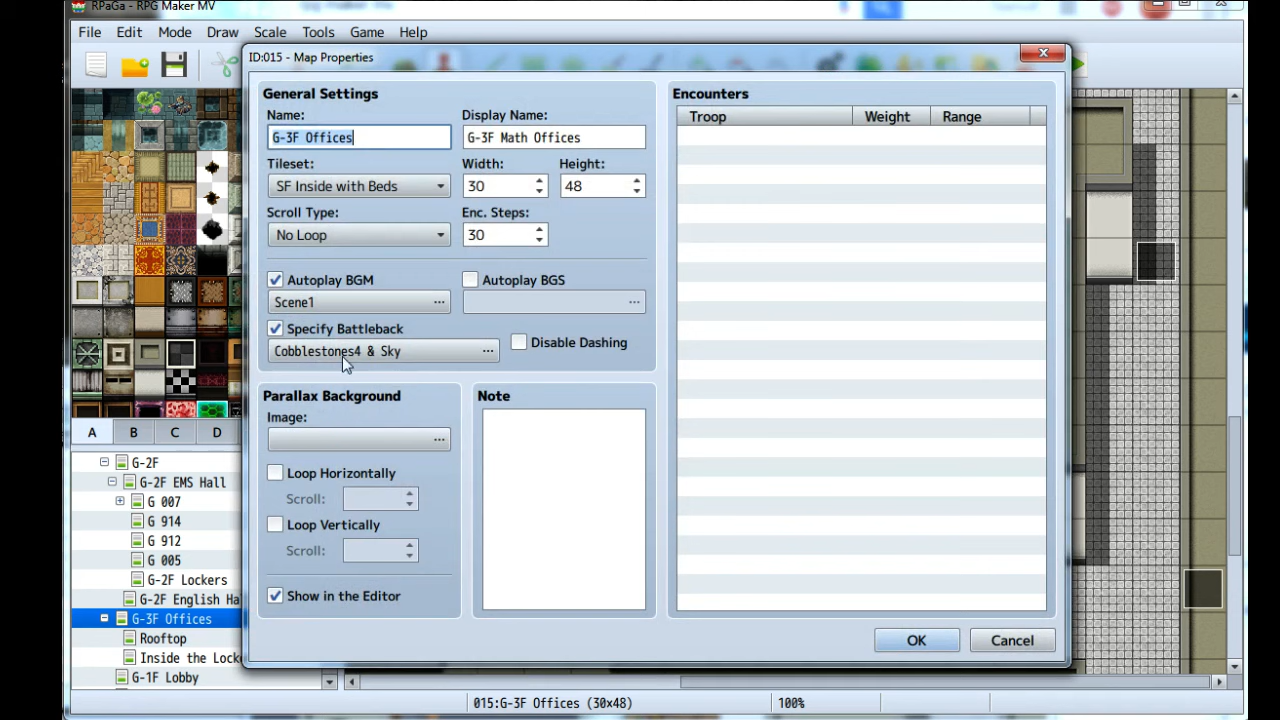 RPaGa - RPG Maker MV
File Edit Mode Draw Scale Tools Game Help
ID:015 - Map Properties
General Settings
Name: Display Name:
G-3F Offices G-3F Math Offices
Tileset: Width: Height:
SF Inside with Beds 30 48
Scroll Type: Enc. Steps:
No Loop 30
Autoplay BGM Autoplay BGS
Scene1 ... ...
Specify Battleback
Cobblestones4 & Sky ... Disable Dashing
Parallax Background
Image:
...
Loop Horizontally
Scroll:
Loop Vertically
Scroll:
Show in the Editor
Note
Encounters
Troop Weight Range
OK Cancel
A B C D
G-2F
G-2F EMS Hall
G 007
G 914
G 912
G 005
G-2F Lockers
G-2F English Ha
G-3F Offices
Rooftop
Inside the Lock
G-1F Lobby
015:G-3F Offices (30x48) 100%